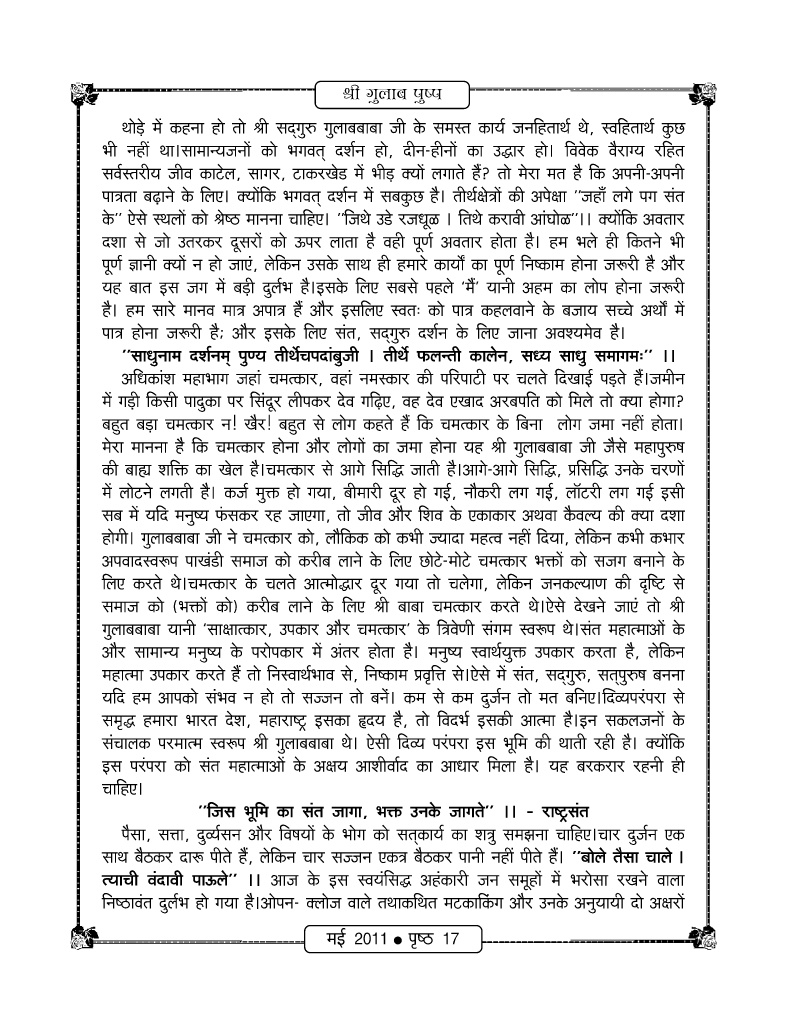 श्री गुलाब पुष्प
थोड़े में कहना हो तो श्री सद्‌गुरु गुलाबबाबा जी के समस्त कार्य जनहितार्थ थे, स्वहितार्थ कुछ
भी नहीं था।सामान्यजनों को भगवत् दर्शन हो, दीन-हीनों का उद्धार हो। विवेक वैराग्य रहित
सर्वस्तरीय जीव काटेल, सागर, टाकरखेड में भीड़ क्यों लगाते हैं? तो मेरा मत है कि अपनी-अपनी
पात्रता बढ़ाने के लिए। क्योंकि भगवत् दर्शन में सबकुछ है। तीर्थक्षेत्रों की अपेक्षा ''जहाँ लगे पग संत
के'' ऐसे स्थलों को श्रेष्ठ मानना चाहिए। ''जिथे उडे रजधूळ । तिथे करावी आंघोळ''।। क्योंकि अवतार
दशा से जो उतरकर दूसरों को ऊपर लाता है वही पूर्ण अवतार होता है। हम भले ही कितने भी
पूर्ण ज्ञानी क्यों न हो जाएं, लेकिन उसके साथ ही हमारे कार्यों का पूर्ण निष्काम होना जरूरी है और
यह बात इस जग में बड़ी दुर्लभ है।इसके लिए सबसे पहले 'मैं' यानी अहम का लोप होना जरूरी
है। हम सारे मानव मात्र अपात्र हैं और इसलिए स्वतः को पात्र कहलवाने के बजाय सच्चे अर्थों में
पात्र होना जरूरी है; और इसके लिए संत, सद्‌गुरु दर्शन के लिए जाना अवश्यमेव है।
''साधुनाम दर्शनम् पुण्य तीर्थेचपदांबुजी । तीर्थे फलन्ती कालेन, सध्य साधु समागमः'' ।।
अधिकांश महाभाग जहां चमत्कार, वहां नमस्कार की परिपाटी पर चलते दिखाई पड़ते हैं।जमीन
में गड़ी किसी पादुका पर सिंदूर लीपकर देव गढ़िए, वह देव एखाद अरबपति को मिले तो क्या होगा?
बहुत बड़ा चमत्कार न! खैर! बहुत से लोग कहते हैं कि चमत्कार के बिना लोग जमा नहीं होता।
मेरा मानना है कि चमत्कार होना और लोगों का जमा होना यह श्री गुलाबबाबा जी जैसे महापुरुष
की बाह्य शक्ति का खेल है।चमत्कार से आगे सिद्धि जाती है।आगे-आगे सिद्धि, प्रसिद्धि उनके चरणों
में लोटने लगती है। कर्ज मुक्त हो गया, बीमारी दूर हो गई, नौकरी लग गई, लॉटरी लग गई इसी
सब में यदि मनुष्य फंसकर रह जाएगा, तो जीव और शिव के एकाकार अथवा कैवल्य की क्या दशा
होगी। गुलाबबाबा जी ने चमत्कार को, लौकिक को कभी ज्यादा महत्व नहीं दिया, लेकिन कभी कभार
अपवादस्वरूप पाखंडी समाज को करीब लाने के लिए छोटे-मोटे चमत्कार भक्तों को सजग बनाने के
लिए करते थे।चमत्कार के चलते आत्मोद्धार दूर गया तो चलेगा, लेकिन जनकल्याण की दृष्टि से
समाज को (भक्तों को) करीब लाने के लिए श्री बाबा चमत्कार करते थे।ऐसे देखने जाएं तो श्री
गुलाबबाबा यानी 'साक्षात्कार, उपकार और चमत्कार' के त्रिवेणी संगम स्वरूप थे।संत महात्माओं के
और सामान्य मनुष्य के परोपकार में अंतर होता है। मनुष्य स्वार्थयुक्त उपकार करता है, लेकिन
महात्मा उपकार करते हैं तो निस्वार्थभाव से, निष्काम प्रवृत्ति से।ऐसे में संत, सद्‌गुरु, सत्‌पुरुष बनना
यदि हम आपको संभव न हो तो सज्जन तो बनें। कम से कम दुर्जन तो मत बनिए।दिव्यपरंपरा से
समृद्ध हमारा भारत देश, महाराष्ट्र इसका हृदय है, तो विदर्भ इसकी आत्मा है।इन सकलजनों के
संचालक परमात्म स्वरूप श्री गुलाबबाबा थे। ऐसी दिव्य परंपरा इस भूमि की थाती रही है। क्योंकि
इस परंपरा को संत महात्माओं के अक्षय आशीर्वाद का आधार मिला है। यह बरकरार रहनी ही
चाहिए।
''जिस भूमि का संत जागा, भक्त उनके जागते'' ।। - राष्ट्रसंत
पैसा, सत्ता, दुर्व्यसन और विषयों के भोग को सत्‌कार्य का शत्रु समझना चाहिए।चार दुर्जन एक
साथ बैठकर दारू पीते हैं, लेकिन चार सज्जन एकत्र बैठकर पानी नहीं पीते हैं। ''बोले तैसा चाले ।
त्याची वंदावी पाऊले'' ।। आज के इस स्वयंसिद्ध अहंकारी जन समूहों में भरोसा रखने वाला
निष्ठावंत दुर्लभ हो गया है।ओपन- क्लोज वाले तथाकथित मटकाकिंग और उनके अनुयायी दो अक्षरों
मई 2011 ● पृष्ठ 17